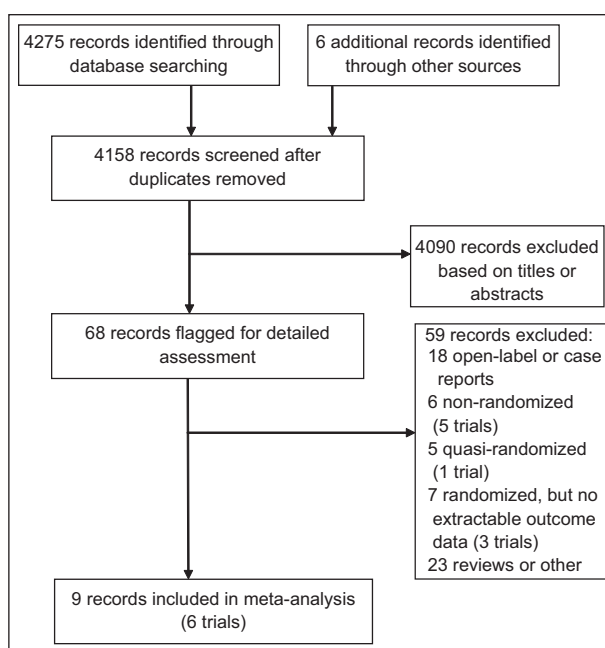 4275 records identified through
database searching
6 additional records identified
through other sources
4158 records screened after
duplicates removed
4090 records excluded
based on titles or
abstracts
68 records flagged for detailed
assessment
59 records excluded:
18 open-label or case
reports
6 non-randomized
(5 trials)
5 quasi-randomized
(1 trial)
7 randomized, but no
extractable outcome
data (3 trials)
23 reviews or other
9 records included in meta-analysis
(6 trials)